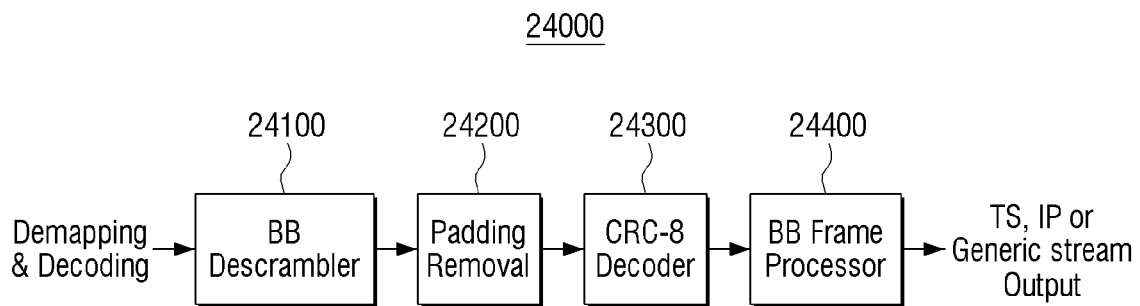 24000
24100
24200
24300
24400
Demapping
& Decoding
BB
Descrambler
Padding
Removal
CRC-8
Decoder
BB Frame
Processor
TS, IP or
Generic stream
Output